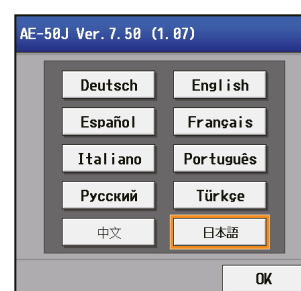 AE-50J Ver.7.50 (1.07)
Deutsch English
Español Français
Italiano Português
Русский Türkçe
中文 日本語
OK